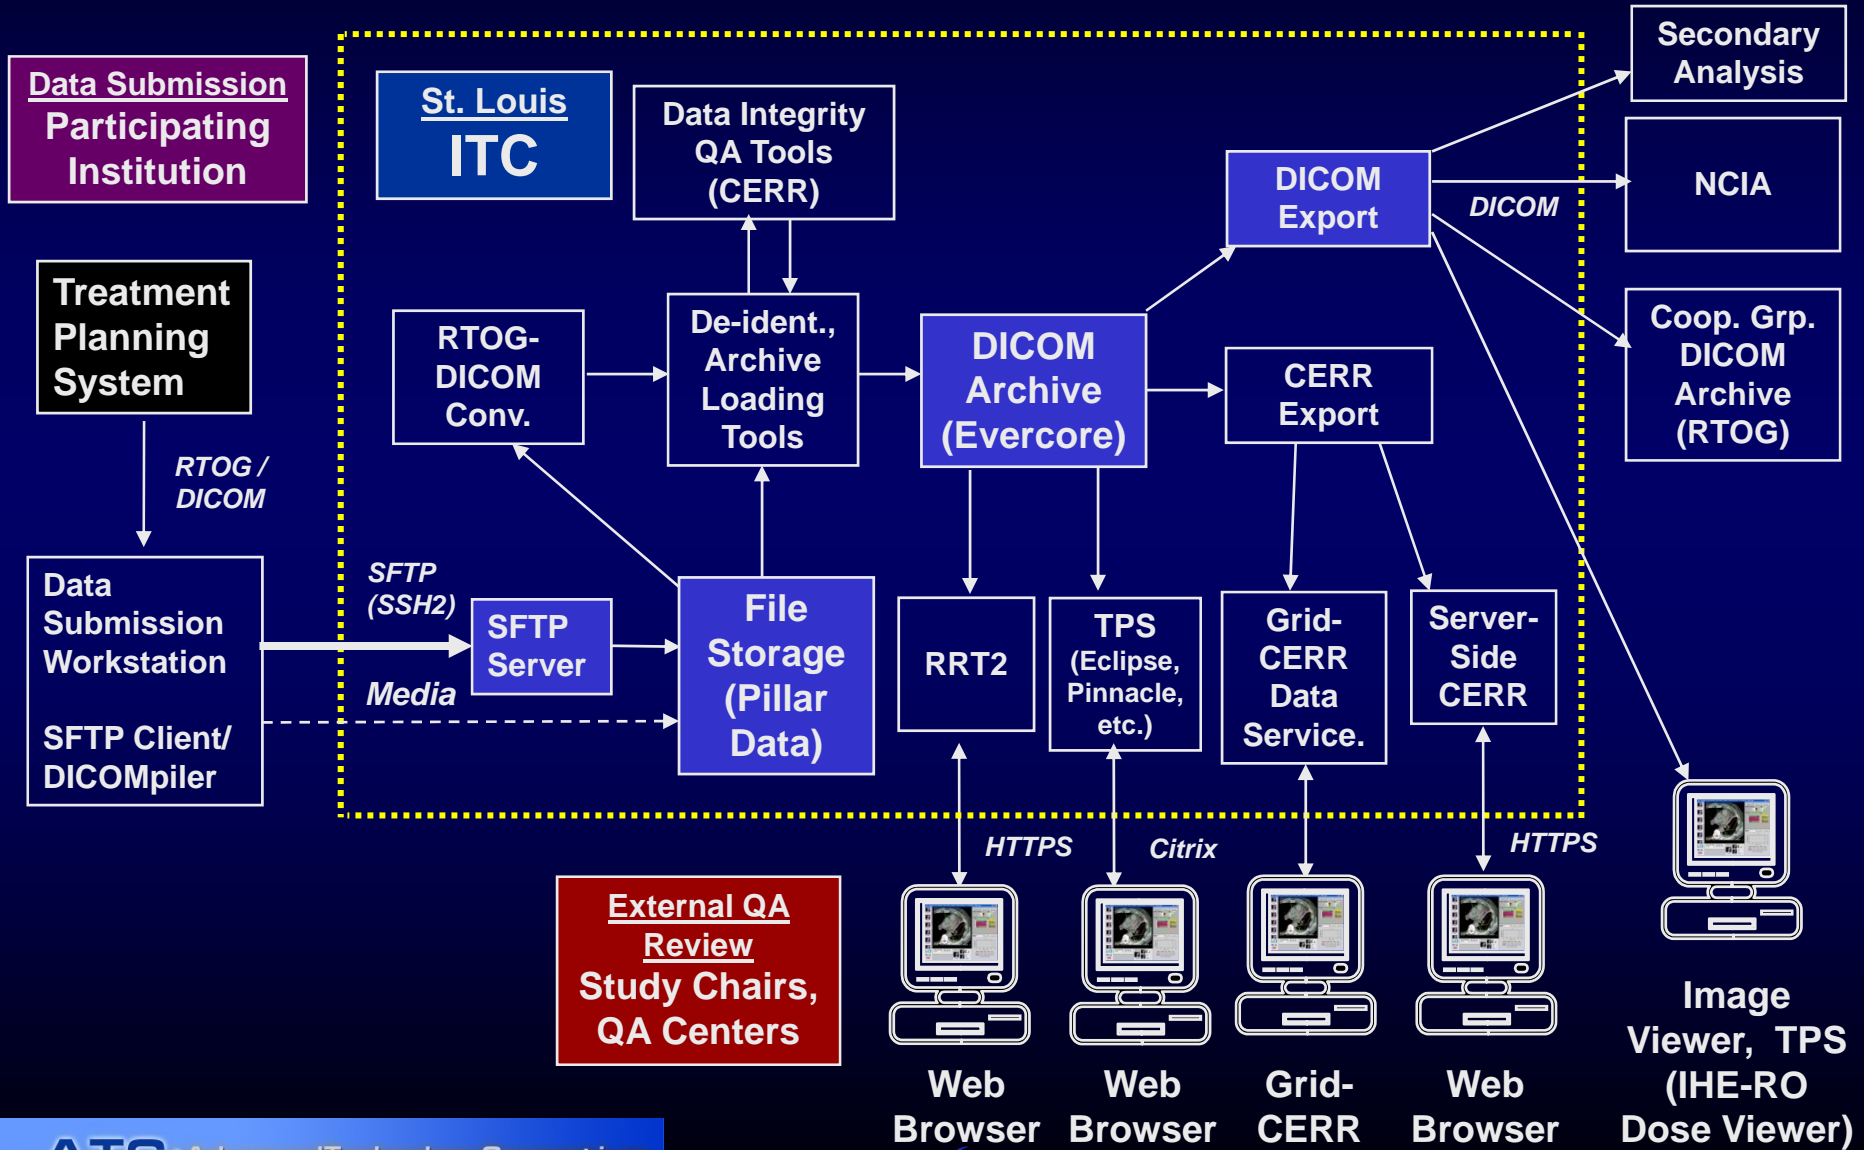 Data Submission
Participating
Institution
St. Louis
ITC
Data Integrity
QA Tools
(CERR)
Secondary
Analysis
DICOM
Export
DICOM
NCIA
Treatment
Planning
System
RTOG-
DICOM
Conv.
De-ident.,
Archive
Loading
Tools
DICOM
Archive
(Evercore)
CERR
Export
Coop. Grp.
DICOM
Archive
(RTOG)
RTOG /
DICOM
Data
Submission
Workstation
SFTP Client/
DICOMpiler
SFTP
(SSH2)
SFTP
Server
Media
File
Storage
(Pillar
Data)
RRT2
TPS
(Eclipse,
Pinnacle,
etc.)
Grid-
CERR
Data
Service.
Server-
Side
CERR
HTTPS
Citrix
HTTPS
External QA
Review
Study Chairs,
QA Centers
Web
Browser
Web
Browser
Grid-
CERR
Web
Browser
Image
Viewer, TPS
(IHE-RO
Dose Viewer)